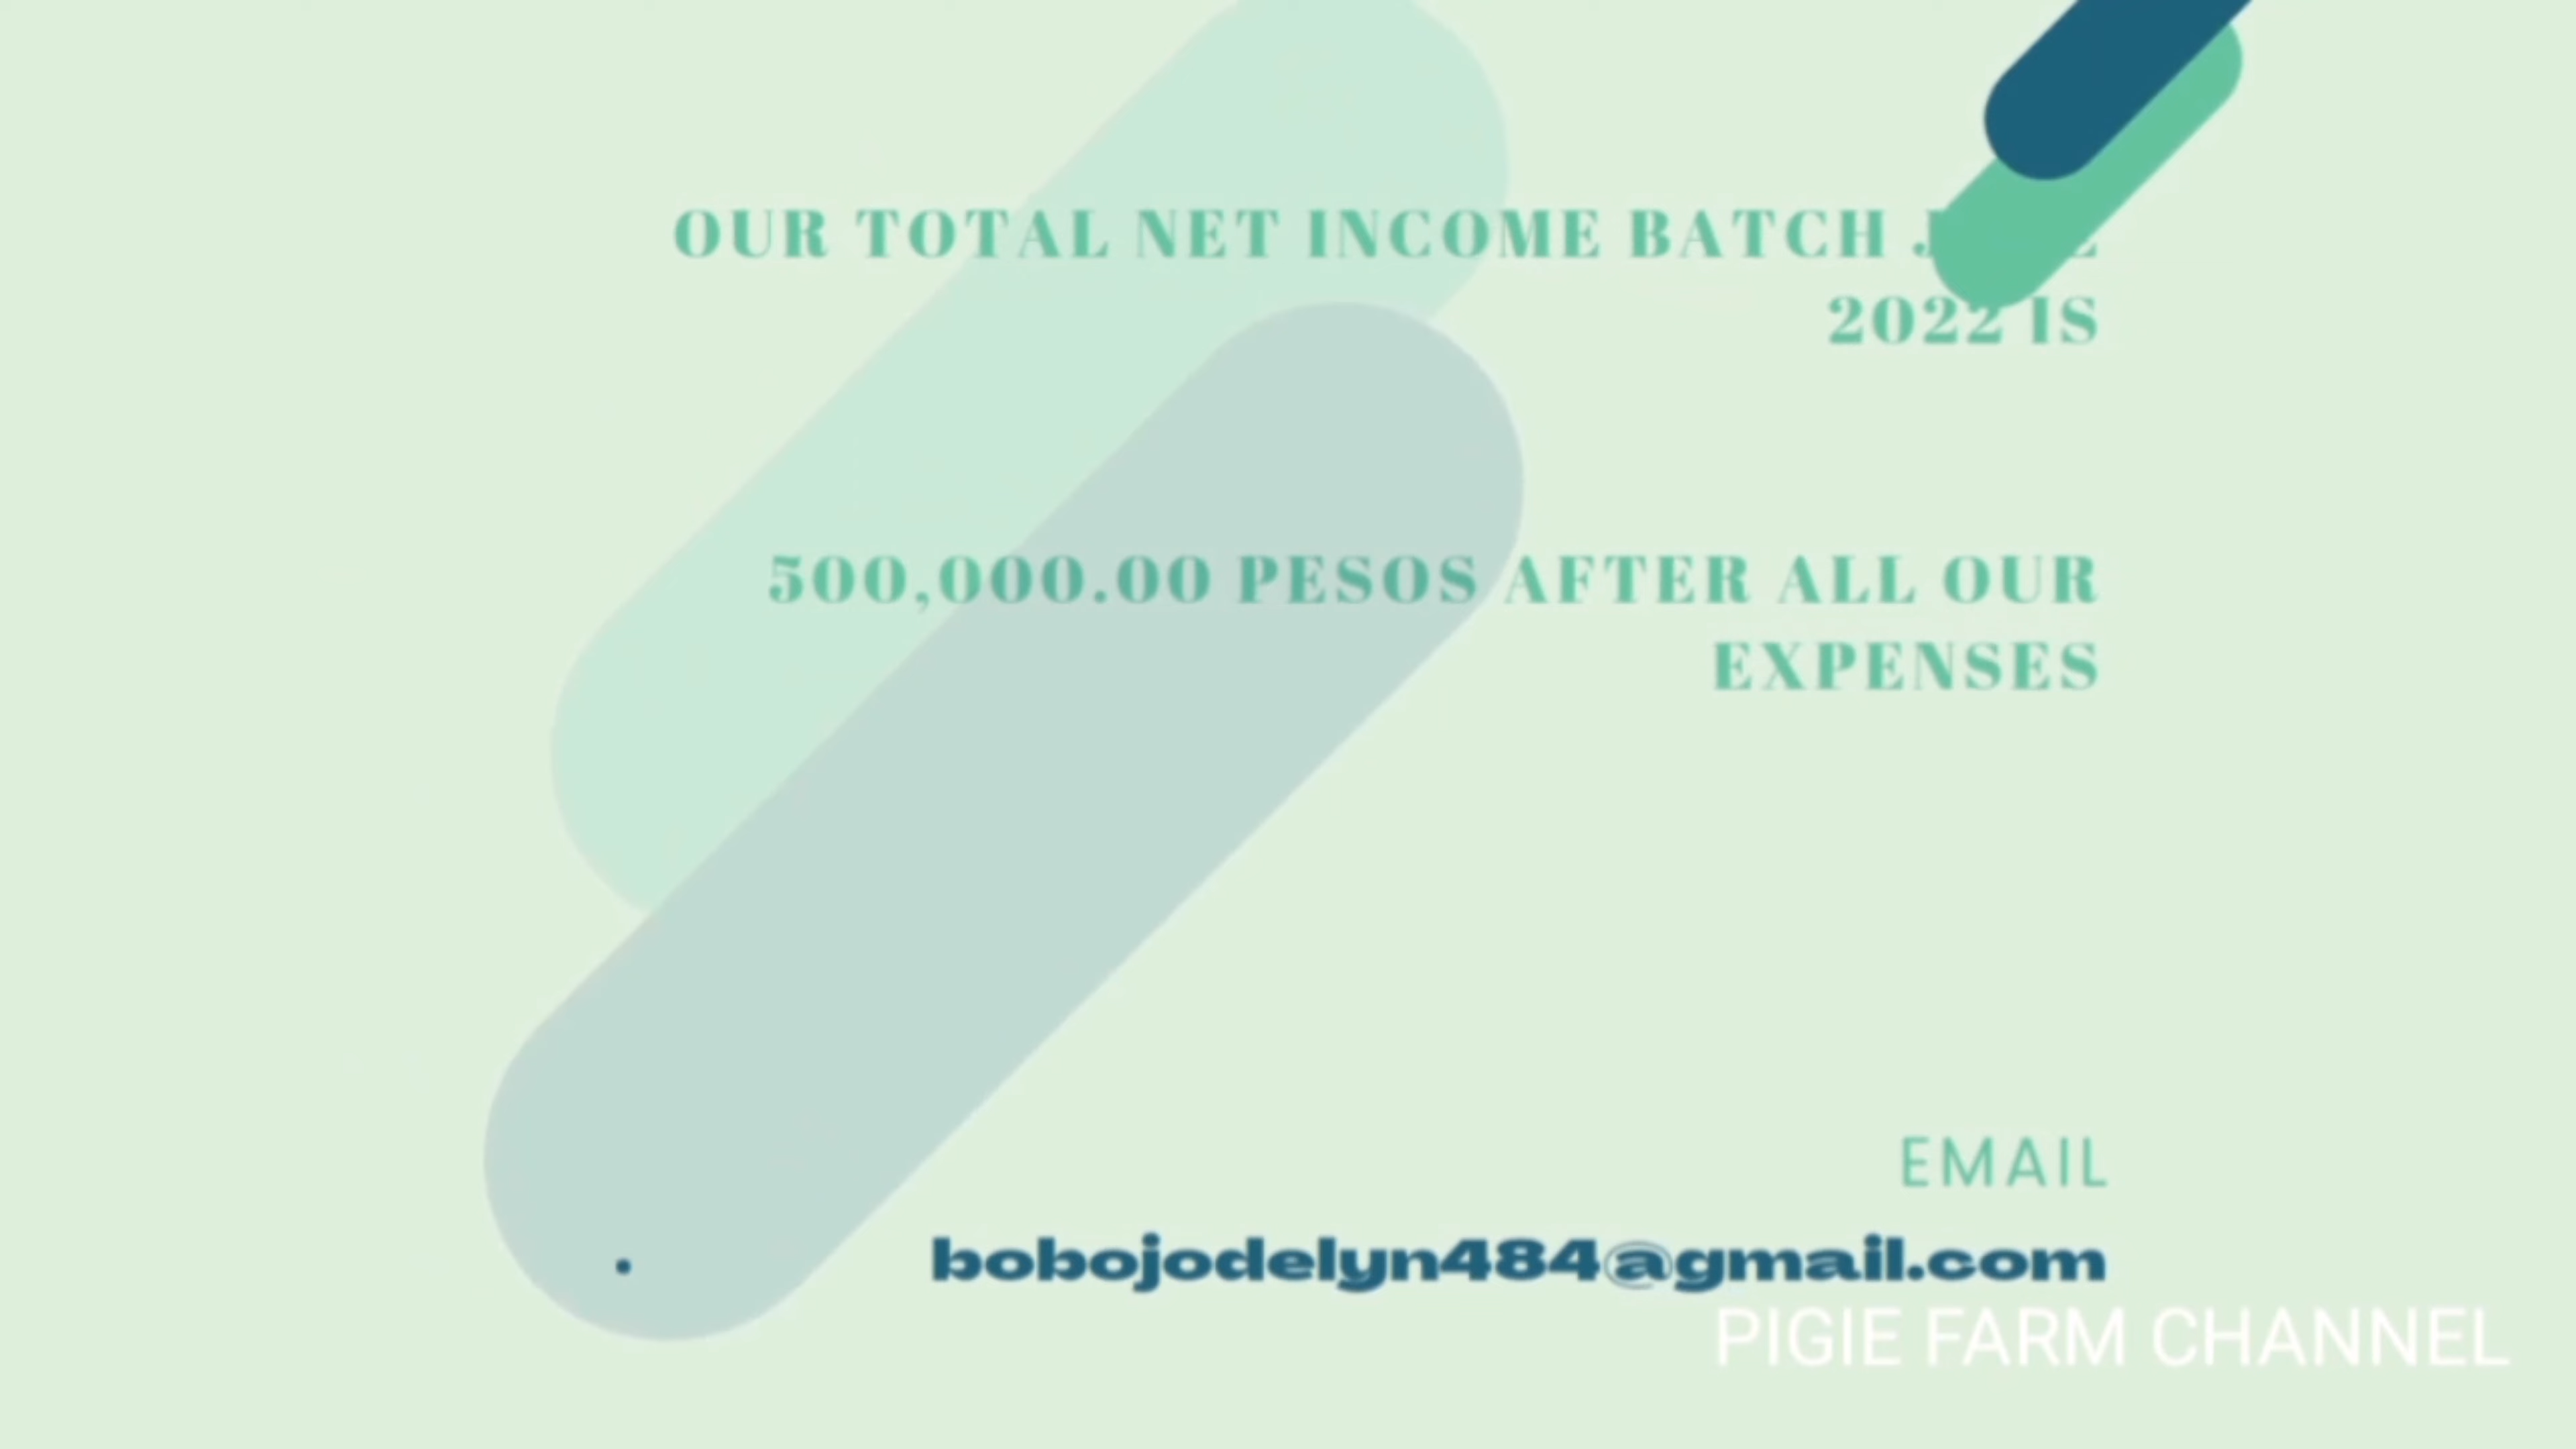 OUR TOTAL NET INCOME BATCH
2022 IS
500,000.00 PESOS AFTER ALL OUR
EXPENSES
EMAIL
. bobojodelyn484@gmail.com
PIGIE FARM CHANNEL